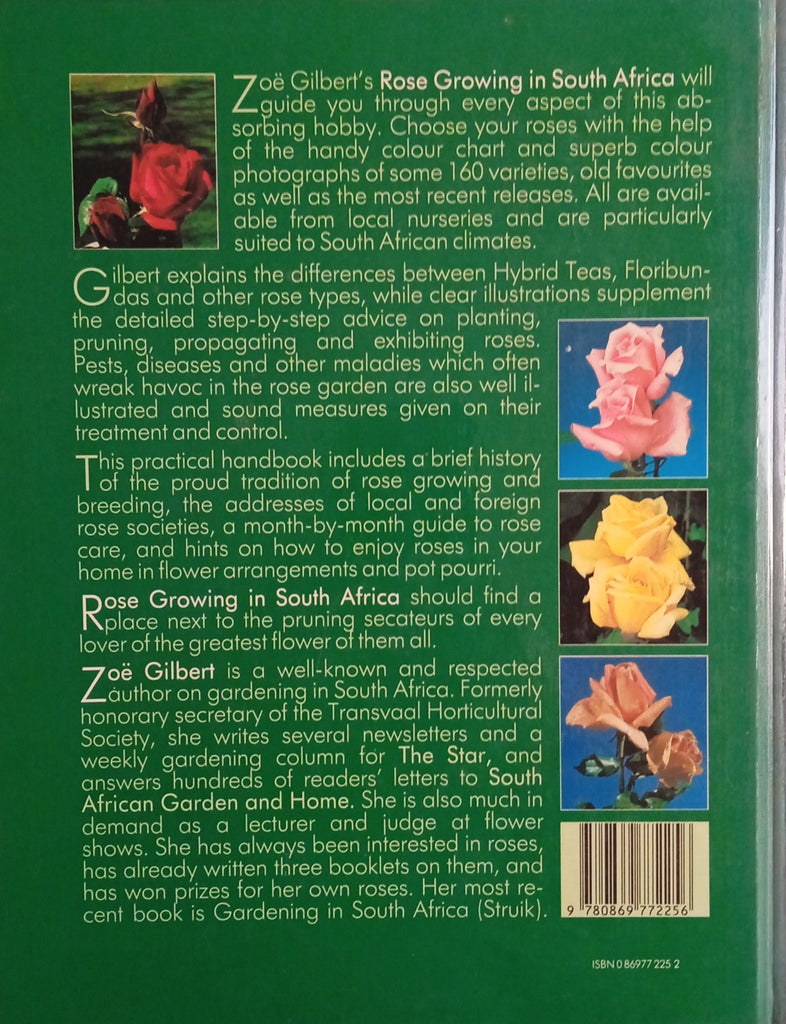 Zoë Gilbert's Rose Growing in South Africa will
guide you through every aspect of this ab-
sorbing hobby. Choose your roses with the help
of the handy colour chart and superb colour
photographs of some 160 varieties, old favourites
as well as the most recent releases. All are avail-
able from local nurseries and are particularly
suited to South African climates.
Gilbert explains the differences between Hybrid Teas, Floribun-
das and other rose types, while clear illustrations supplement
the detailed step-by-step advice on planting,
pruning, propagating and exhibiting roses.
Pests, diseases and other maladies which often
wreak havoc in the rose garden are also well il-
lustrated and sound measures given on their
treatment and control.
This practical handbook includes a brief history
of the proud tradition of rose growing and
breeding, the addresses of local and foreign
rose societies, a month-by-month guide to rose
care, and hints on how to enjoy roses in your
home in flower arrangements and pot pourri.
Rose Growing in South Africa should find a
place next to the pruning secateurs of every
lover of the greatest flower of them all.
Zoë Gilbert is a well-known and respected
author on gardening in South Africa. Formerly
honorary secretary of the Transvaal Horticultural
Society, she writes several newsletters and a
weekly gardening column for The Star, and
answers hundreds of readers' letters to South
African Garden and Home. She is also much in
demand as a lecturer and judge at flower
shows. She has always been interested in roses,
has already written three booklets on them, and
has won prizes for her own roses. Her most re-
cent book is Gardening in South Africa (Struik).
9 780869 772256
ISBN 0 86977 225 2